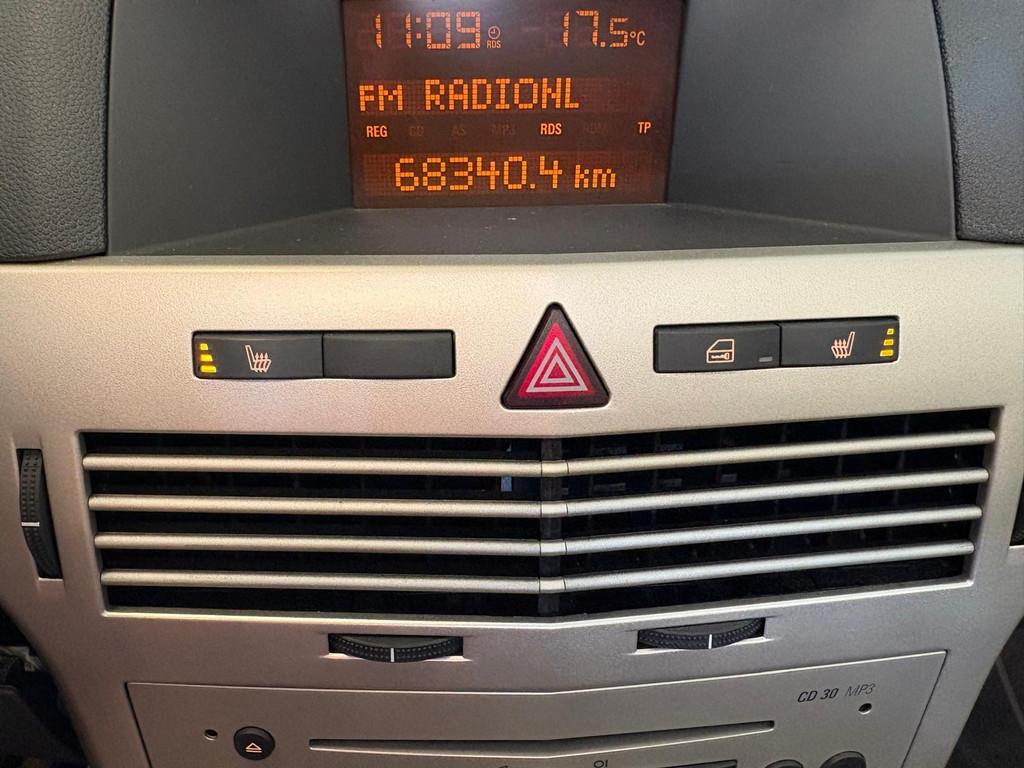 11:09 RDS 17.5°C
FM RADIONL
REG CD AS MP3 RDS RDM TP
68340.4 km
CD 30 MP3